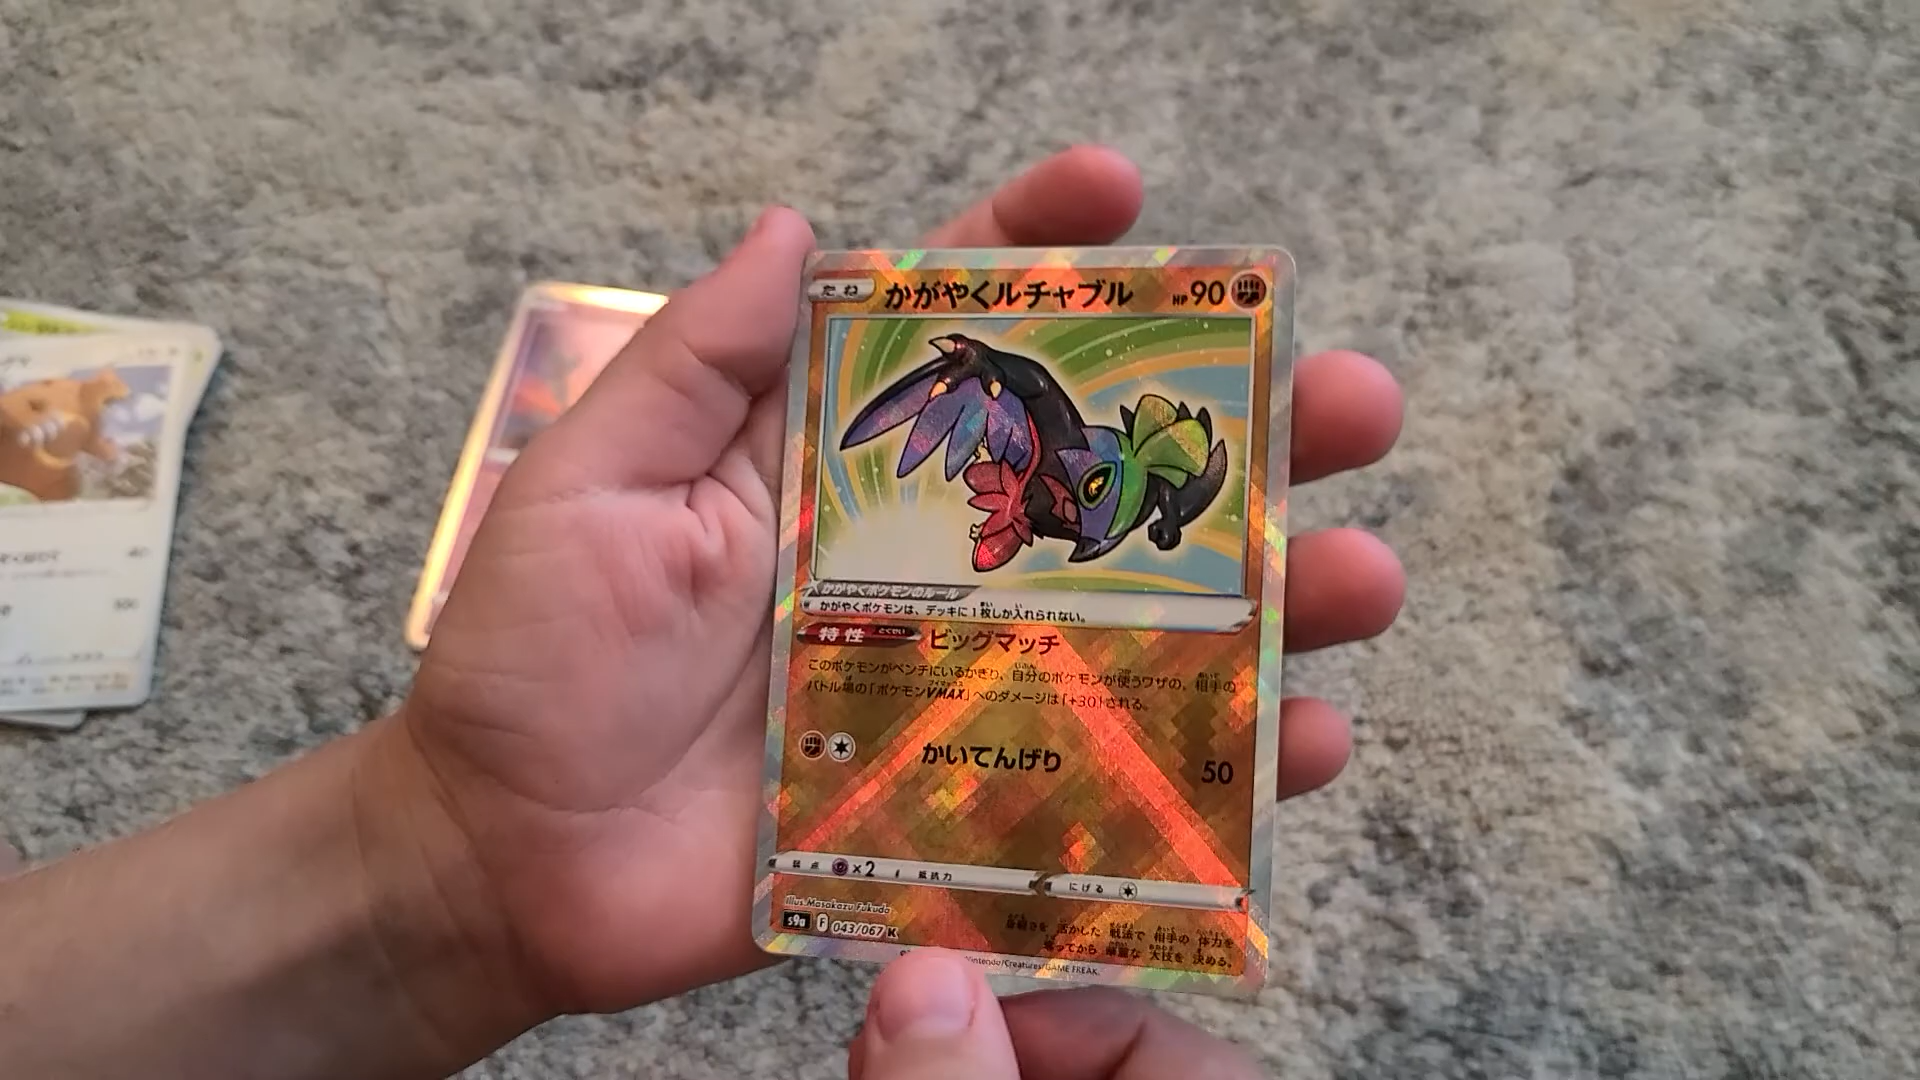 たね かがやくルチャブル HP90
かがやくポケモンのルール
かがやくポケモンは、デッキに1枚しか入れられない。
特性 とくせい ビッグマッチ
このポケモンがベンチにいるかぎり、自分のポケモンが使うワザの、相手の
バトル場の「ポケモンVMAX」へのダメージは「+30」される。
かいてんげり 50
弱点 ×2 抵抗力 にげる
illus. Masakazu Fukuda
s9a F 043/067 K
身軽さを 活かした 戦法で 相手の 体力を
奪ってから 華麗な 大技を 決める。
Nintendo/Creatures/GAME FREAK.
40